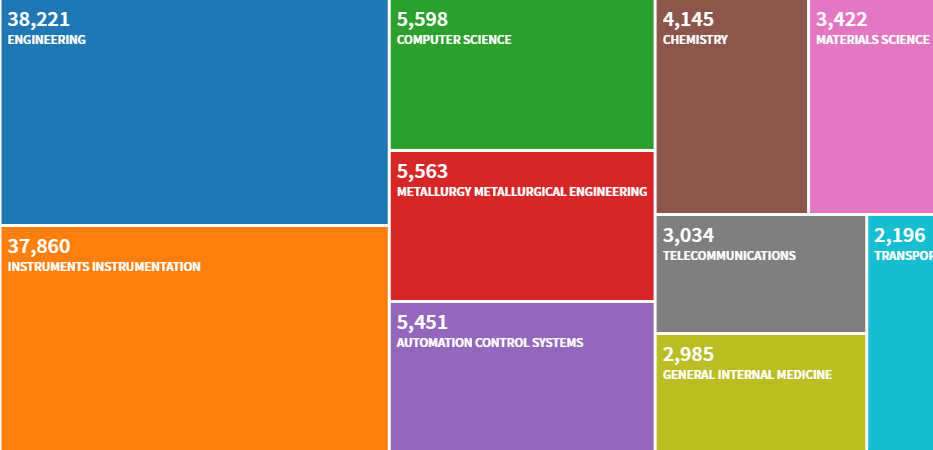 38,221
ENGINEERING
37,860
INSTRUMENTS INSTRUMENTATION
5,598
COMPUTER SCIENCE
5,563
METALLURGY METALLURGICAL ENGINEERING
5,451
AUTOMATION CONTROL SYSTEMS
4,145
CHEMISTRY
3,422
MATERIALS SCIENCE
3,034
TELECOMMUNICATIONS
2,985
GENERAL INTERNAL MEDICINE
2,196